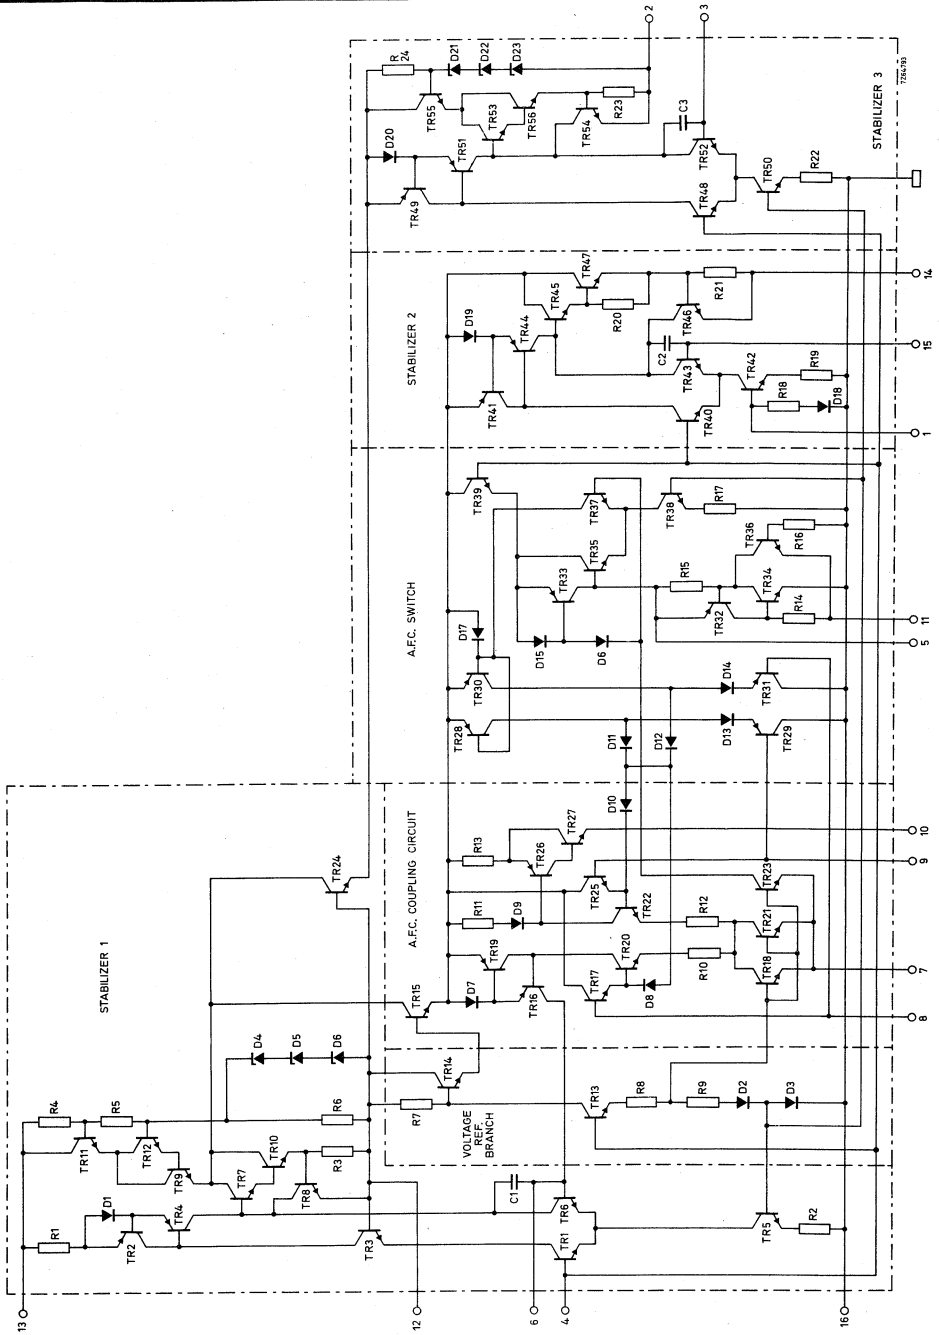 STABILIZER 1
VOLTAGE
REF.
BRANCH
A.F.C. COUPLING CIRCUIT
A.F.C. SWITCH
STABILIZER 2
STABILIZER 3
7Z64793
13
12
6
4
16
8
7
9
10
5
11
1
15
14
2
3
R1
D1
TR2
TR4
TR3
R4
R5
TR11
TR12
TR9
TR7
TR10
TR8
R3
R6
D4
D5
D6
TR24
C1
TR1
TR6
TR5
R2
R7
TR14
TR13
R8
R9
D2
D3
TR15
D7
TR19
TR16
TR17
TR20
D8
R10
TR18
R11
D9
R13
TR26
TR27
TR25
TR22
R12
TR21
TR23
D10
D11
D12
TR28
TR30
D17
D13
D14
TR29
TR31
D15
D6
TR33
TR35
TR37
TR39
TR38
R17
R15
TR32
TR34
R14
TR36
R16
TR41
D19
TR44
TR45
TR47
R20
C2
TR43
TR46
R21
TR40
TR42
R18
D18
R19
TR49
D20
TR51
TR55
R
24
D21
D22
D23
TR53
TR56
TR54
R23
C3
TR52
TR48
TR50
R22